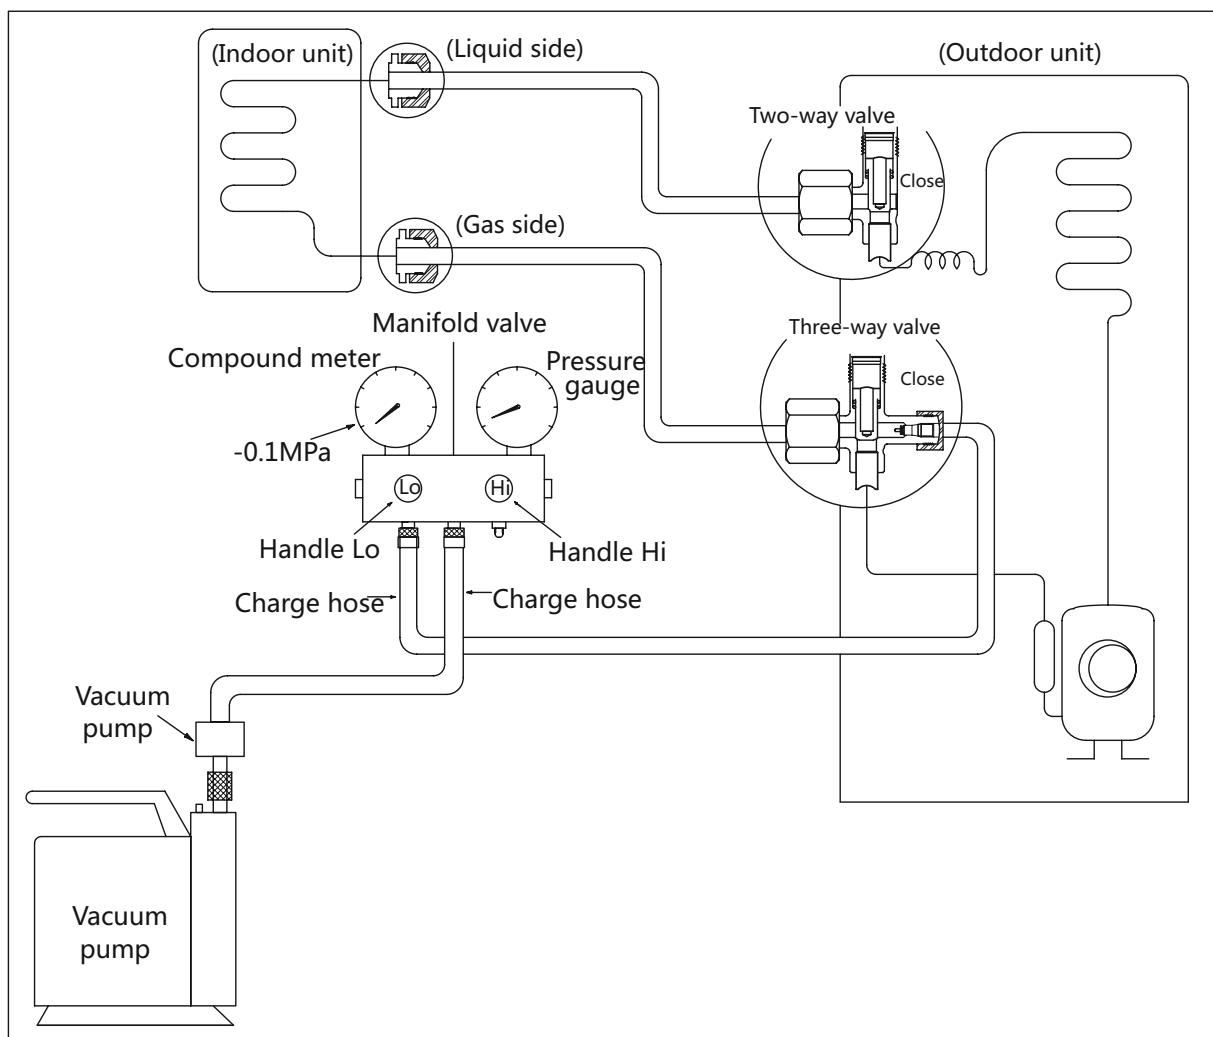 (Indoor unit)
(Liquid side)
(Outdoor unit)
Two-way valve
Close
(Gas side)
Manifold valve
Three-way valve
Compound meter
Pressure
gauge
Close
-0.1MPa
Lo
Hi
Handle Lo
Handle Hi
Charge hose
Charge hose
Vacuum
pump
Vacuum
pump